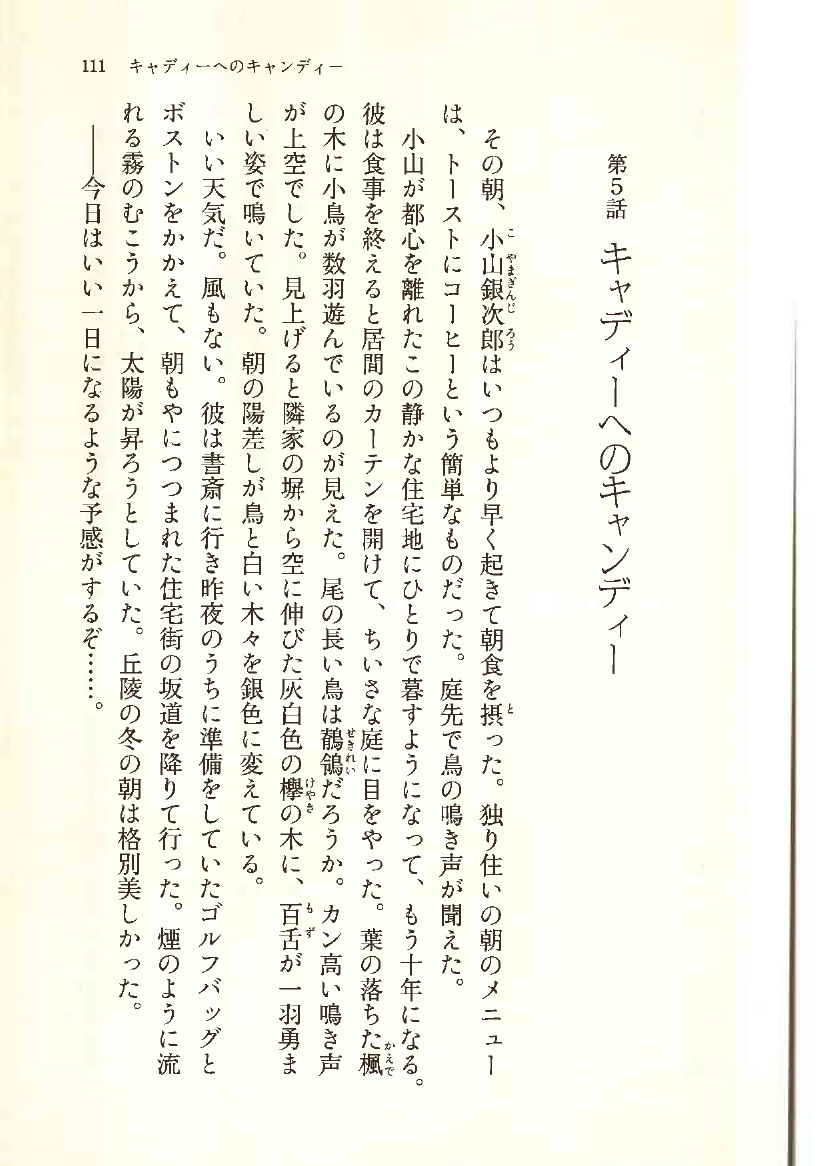 111 キャディーへのキャンディー
第5話 キャディーへのキャンディー
その朝、小山銀次郎はいつもより早く起きて朝食を摂った。独り住いの朝のメニュー
は、トーストにコーヒーという簡単なものだった。庭先で鳥の鳴き声が聞えた。
小山が都心を離れたこの静かな住宅地にひとりで暮すようになって、もう十年になる。
彼は食事を終えると居間のカーテンを開けて、ちいさな庭に目をやった。葉の落ちた楓
の木に小鳥が数羽遊んでいるのが見えた。尾の長い鳥は鶺鴒だろうか。カン高い鳴き声
が上空でした。見上げると隣家の塀から空に伸びた灰白色の欅の木に、百舌が一羽勇ま
しい姿で鳴いていた。朝の陽差しが鳥と白い木々を銀色に変えている。
いい天気だ。風もない。彼は書斎に行き昨夜のうちに準備をしていたゴルフバッグと
ボストンをかかえて、朝もやにつつまれた住宅街の坂道を降りて行った。煙のように流
れる霧のむこうから、太陽が昇ろうとしていた。丘陵の冬の朝は格別美しかった。
――今日はいい一日になるような予感がするぞ……。